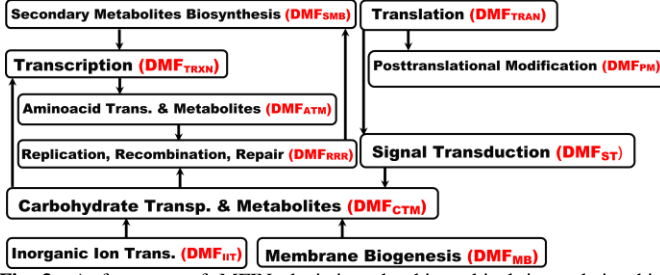 Secondary Metabolites Biosynthesis (DMFSMB)
Translation (DMFTRAN)
Transcription (DMFTRXN)
Posttranslational Modification (DMFPM)
Aminoacid Trans. & Metabolites (DMFATM)
Replication, Recombination, Repair (DMFRRR)
Signal Transduction (DMFST)
Carbohydrate Transp. & Metabolites (DMFCTM)
Inorganic Ion Trans. (DMFIIT)
Membrane Biogenesis (DMFMB)